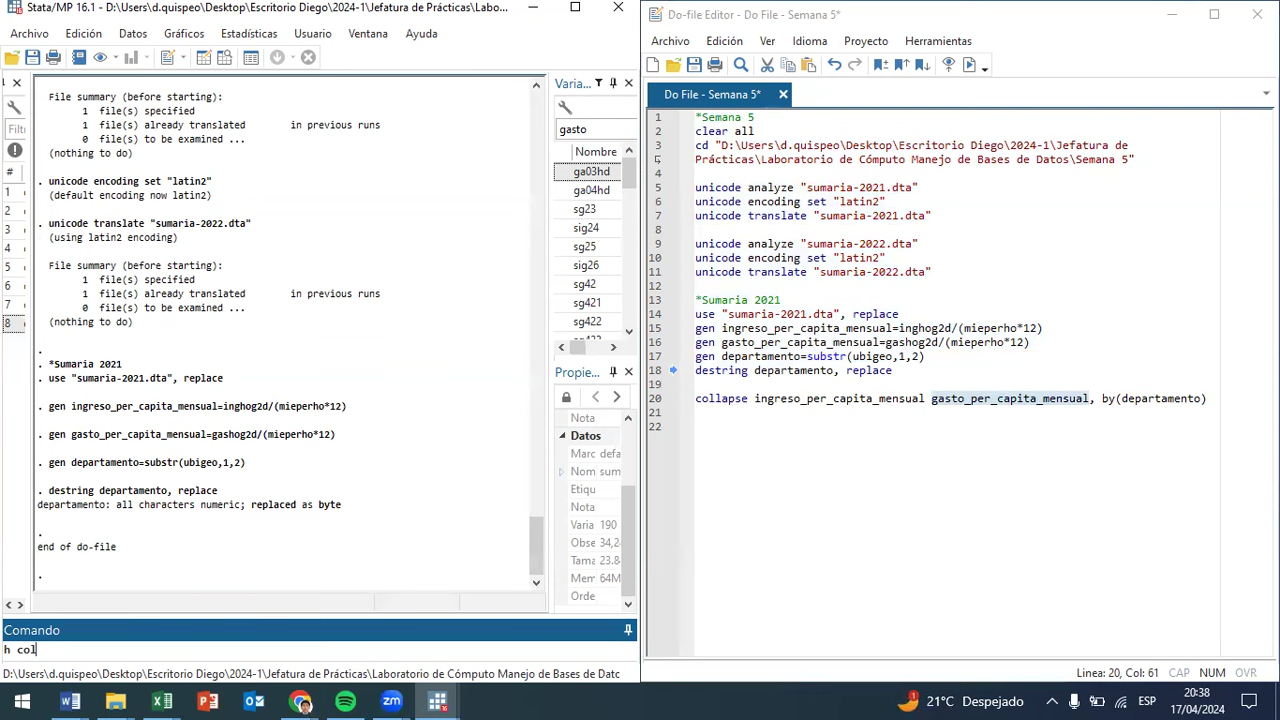 Stata/MP 16.1 - D:\Users\d.quispeo\Desktop\Escritorio Diego\2024-1\Jefatura de Prácticas\Labo...
Archivo Edición Datos Gráficos Estadísticas Usuario Ventana Ayuda
File summary (before starting):
1 file(s) specified
1 file(s) already translated in previous runs
0 file(s) to be examined ...
(nothing to do)
. unicode encoding set "latin2"
(default encoding now latin2)
. unicode translate "sumaria-2022.dta"
(using latin2 encoding)
File summary (before starting):
1 file(s) specified
1 file(s) already translated in previous runs
0 file(s) to be examined ...
(nothing to do)
.
. *Sumaria 2021
. use "sumaria-2021.dta", replace
. gen ingreso_per_capita_mensual=inghog2d/(mieperho*12)
. gen gasto_per_capita_mensual=gashog2d/(mieperho*12)
. gen departamento=substr(ubigeo,1,2)
. destring departamento, replace
departamento: all characters numeric; replaced as byte
.
end of do-file
.
Filt
#
1
2
3
4
5
6
7
8
Varia...
gasto
Nombre
ga03hd
ga04hd
sg23
sig24
sg25
sig26
sg42
sg421
sg422
Propie...
Nota
Datos
Marc defa
Nom sum
Etiqu
Nota
Varia 190
Obse 34,2
Tama 23.8
Mem 64M
Orde
Comando
h col
D:\Users\d.quispeo\Desktop\Escritorio Diego\2024-1\Jefatura de Prácticas\Laboratorio de Cómputo Manejo de Bases de Datc
Do-file Editor - Do File - Semana 5*
Archivo Edición Ver Idioma Proyecto Herramientas
Do File - Semana 5*
1 *Semana 5
2 clear all
3 cd "D:\Users\d.quispeo\Desktop\Escritorio Diego\2024-1\Jefatura de
Prácticas\Laboratorio de Cómputo Manejo de Bases de Datos\Semana 5"
4
5 unicode analyze "sumaria-2021.dta"
6 unicode encoding set "latin2"
7 unicode translate "sumaria-2021.dta"
8
9 unicode analyze "sumaria-2022.dta"
10 unicode encoding set "latin2"
11 unicode translate "sumaria-2022.dta"
12
13 *Sumaria 2021
14 use "sumaria-2021.dta", replace
15 gen ingreso_per_capita_mensual=inghog2d/(mieperho*12)
16 gen gasto_per_capita_mensual=gashog2d/(mieperho*12)
17 gen departamento=substr(ubigeo,1,2)
18 destring departamento, replace
19
20 collapse ingreso_per_capita_mensual gasto_per_capita_mensual, by(departamento)
21
22
Línea: 20, Col: 61 CAP NUM OVR
21°C Despejado
ESP
20:38
17/04/2024